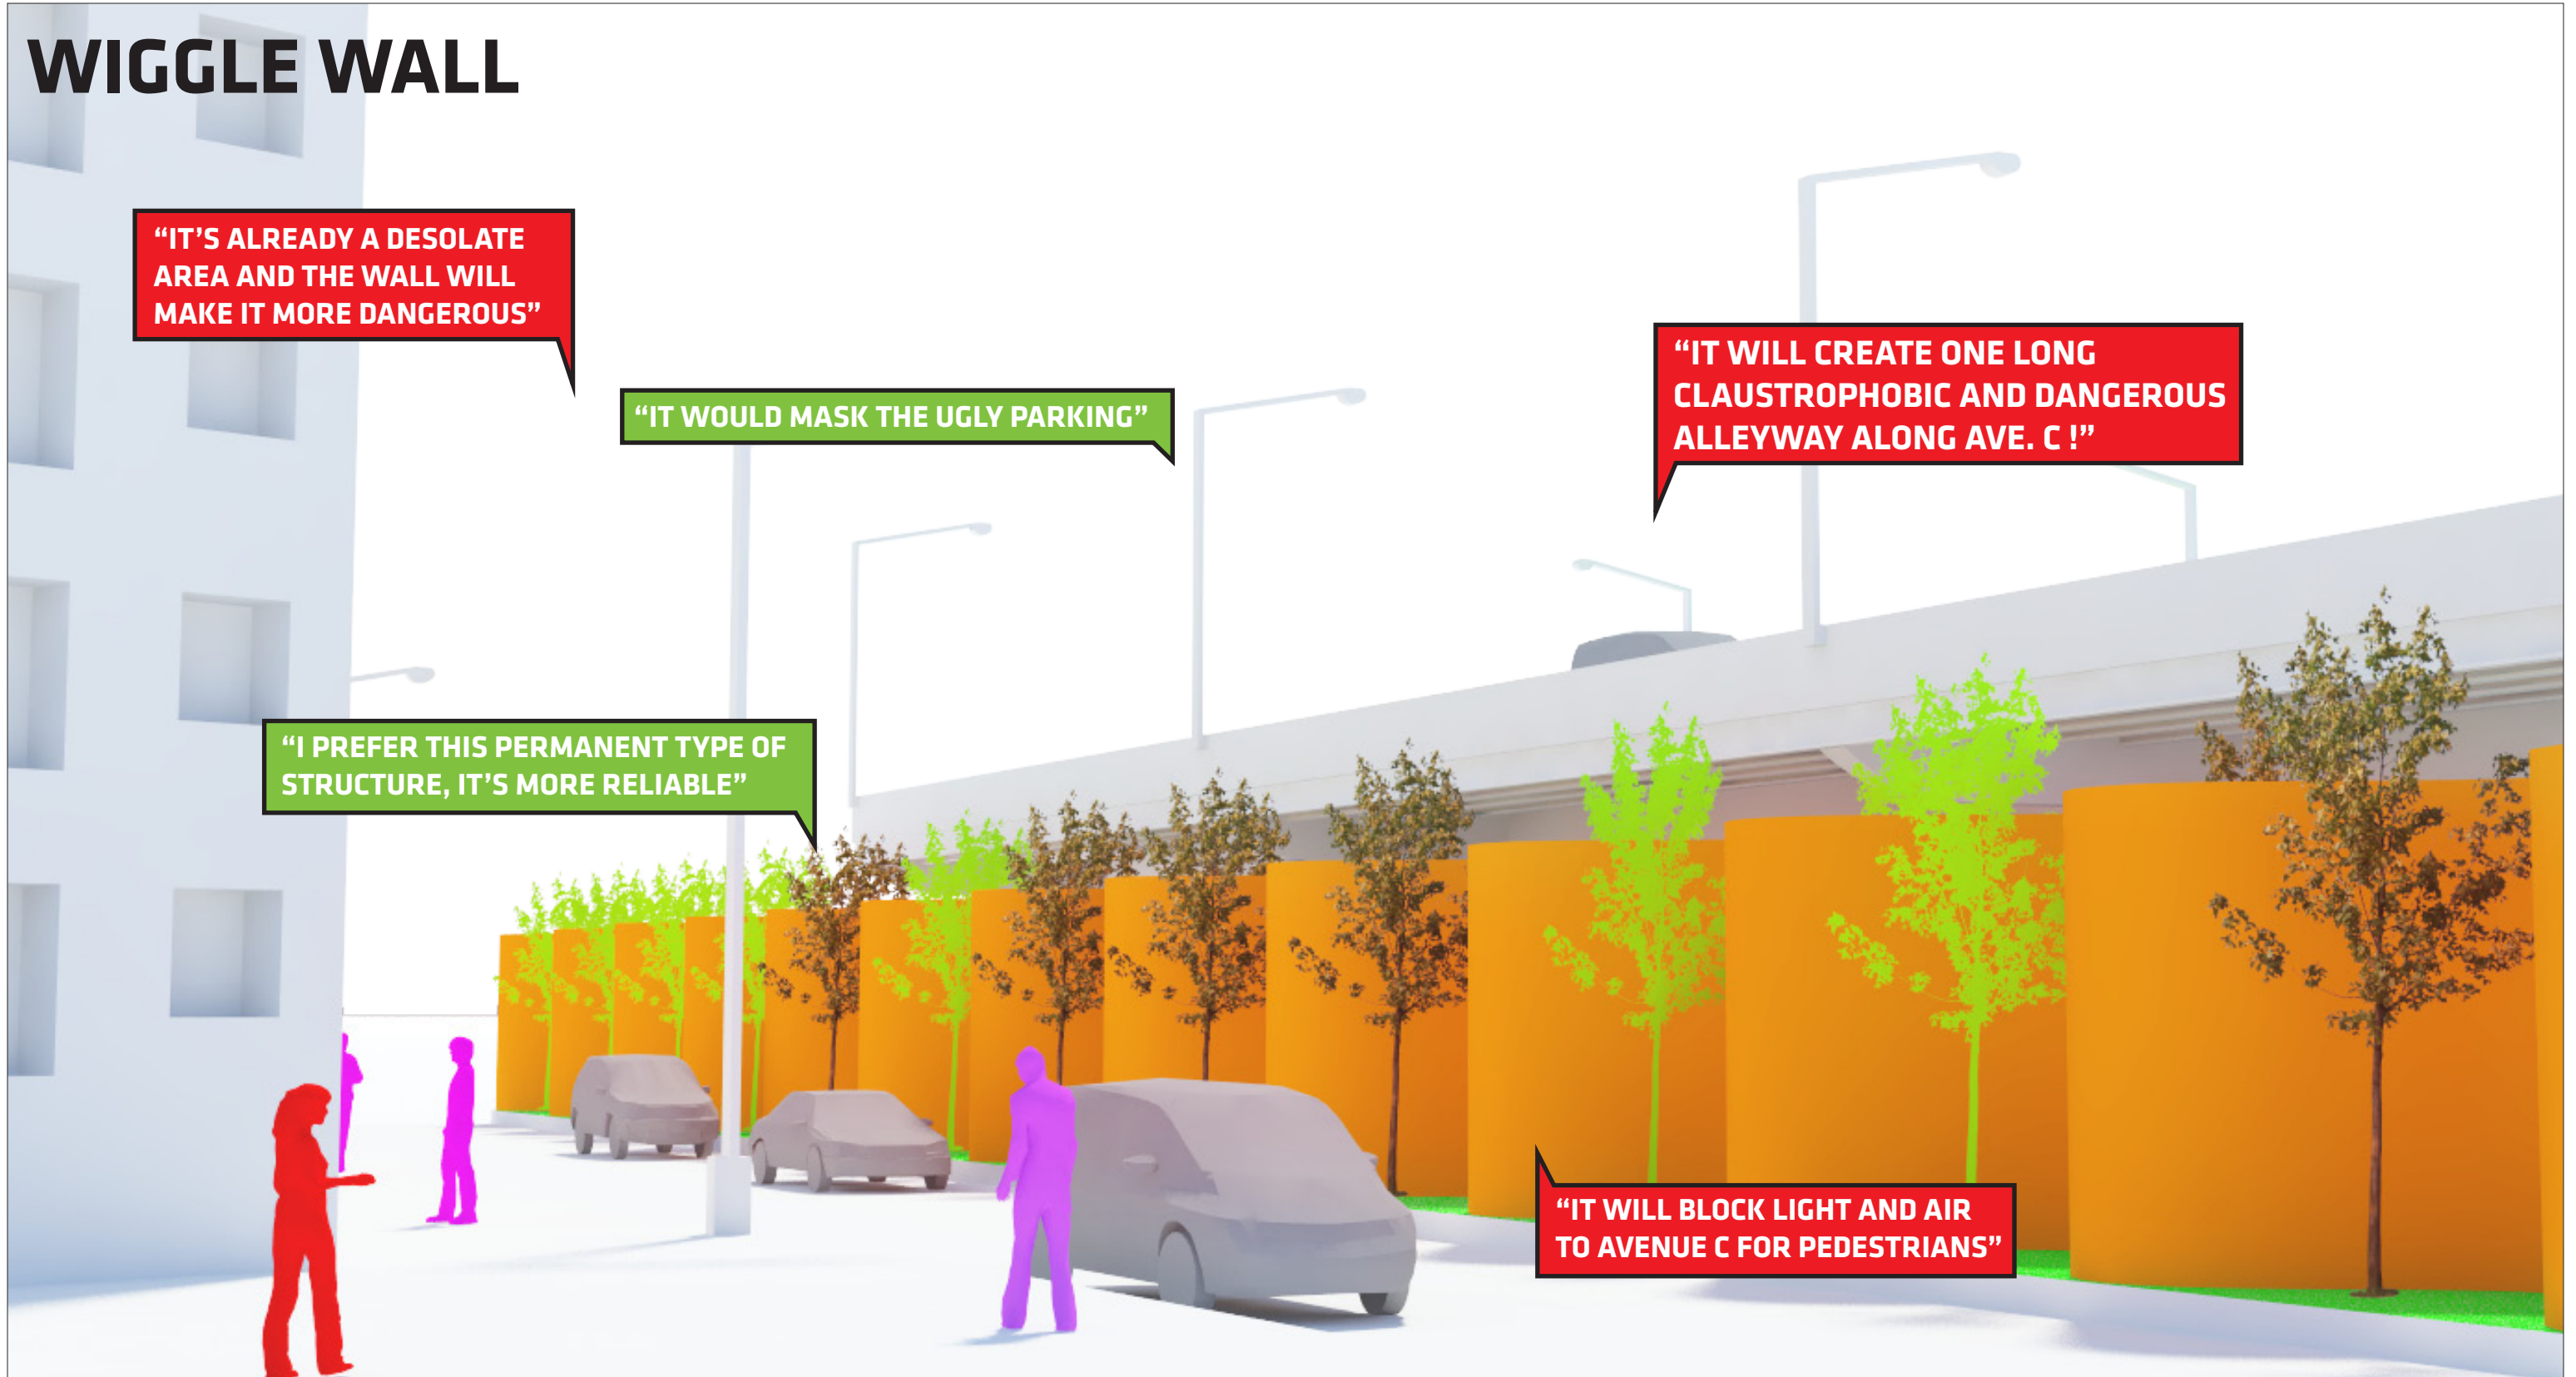 WIGGLE WALL
“IT’S ALREADY A DESOLATE
AREA AND THE WALL WILL
MAKE IT MORE DANGEROUS”
“IT WILL CREATE ONE LONG
CLAUSTROPHOBIC AND DANGEROUS
ALLEYWAY ALONG AVE. C !”
“IT WOULD MASK THE UGLY PARKING”
“I PREFER THIS PERMANENT TYPE OF
STRUCTURE, IT’S MORE RELIABLE”
“IT WILL BLOCK LIGHT AND AIR
TO AVENUE C FOR PEDESTRIANS”